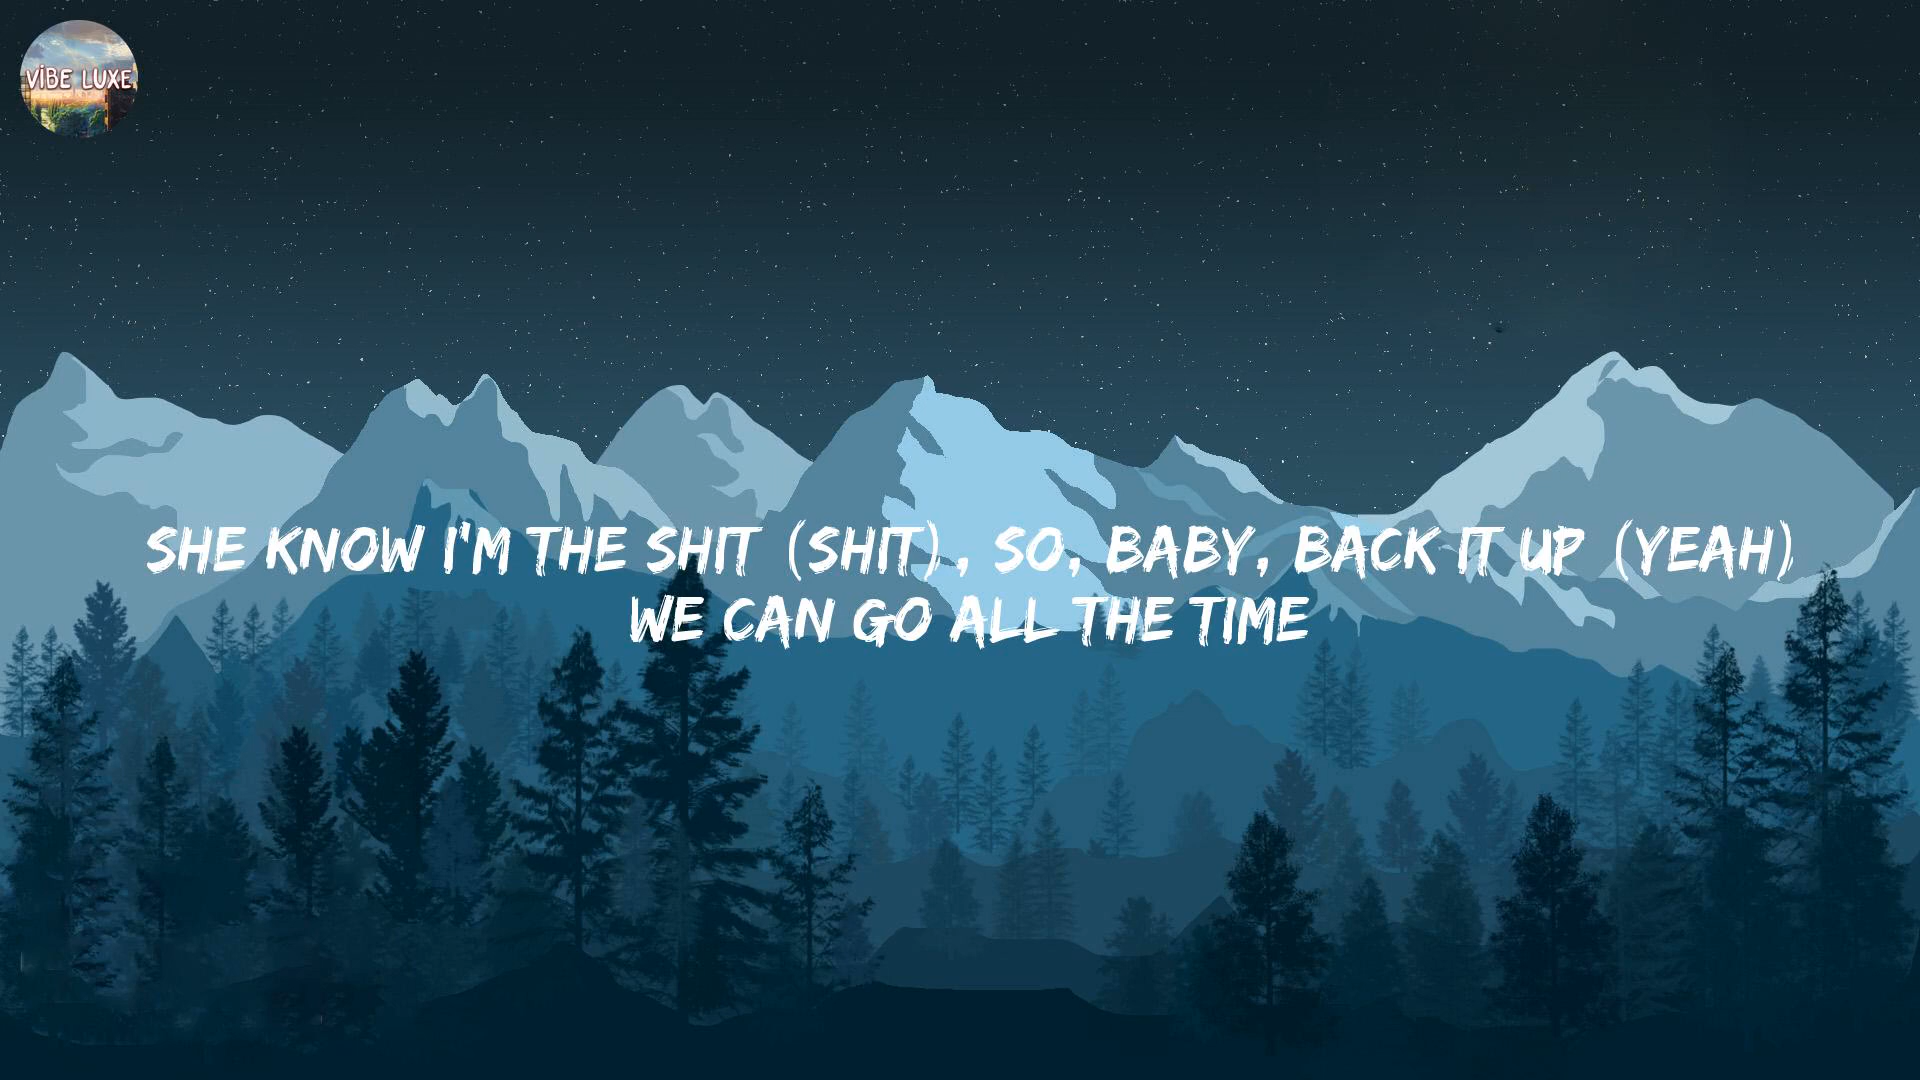 VIBE LUXE
SHE KNOW I'M THE SHIT (SHIT), SO, BABY, BACK IT UP (YEAH)
WE CAN GO ALL THE TIME